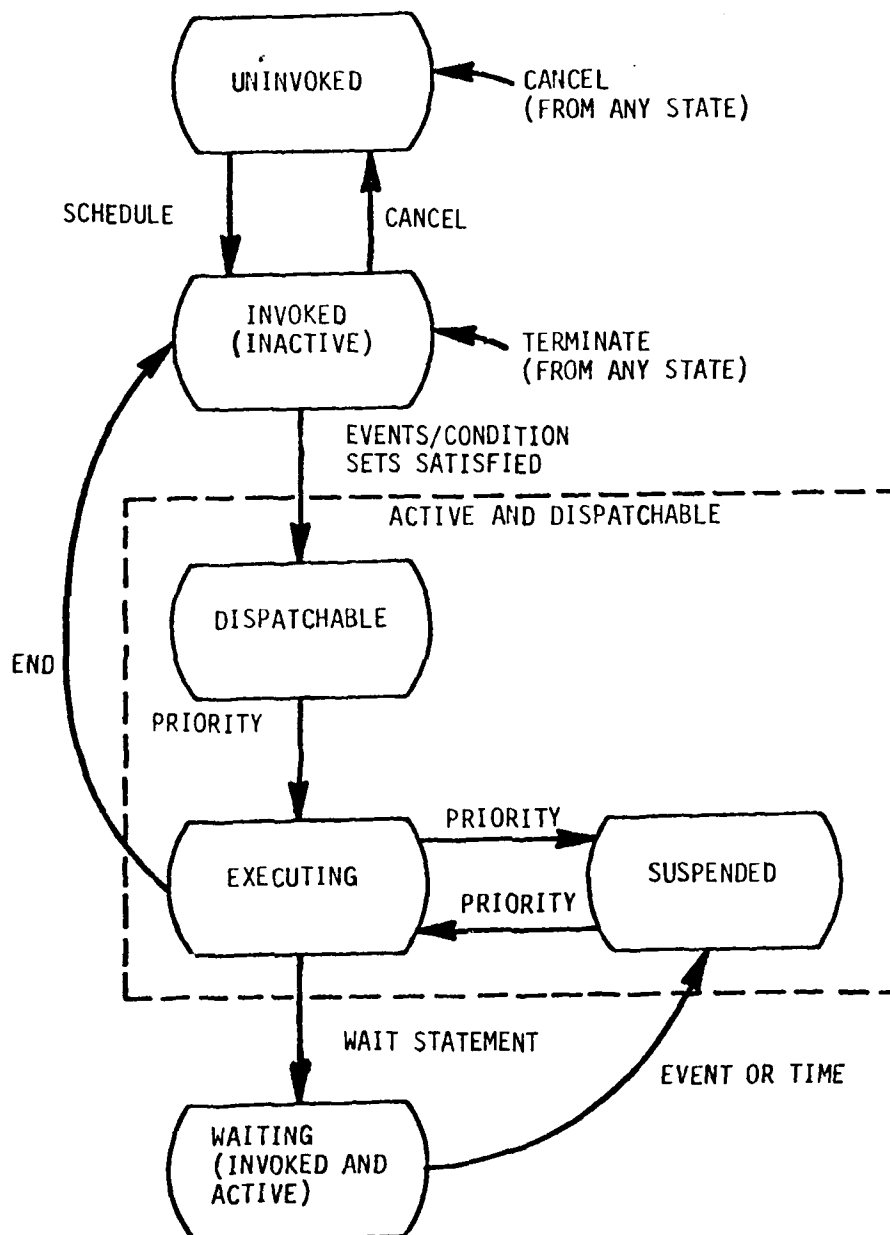 UNINVOKED
CANCEL
(FROM ANY STATE)
SCHEDULE
CANCEL
INVOKED
(INACTIVE)
TERMINATE
(FROM ANY STATE)
EVENTS/CONDITION
SETS SATISFIED
ACTIVE AND DISPATCHABLE
DISPATCHABLE
END
PRIORITY
PRIORITY
EXECUTING
SUSPENDED
PRIORITY
WAIT STATEMENT
EVENT OR TIME
WAITING
(INVOKED AND
ACTIVE)